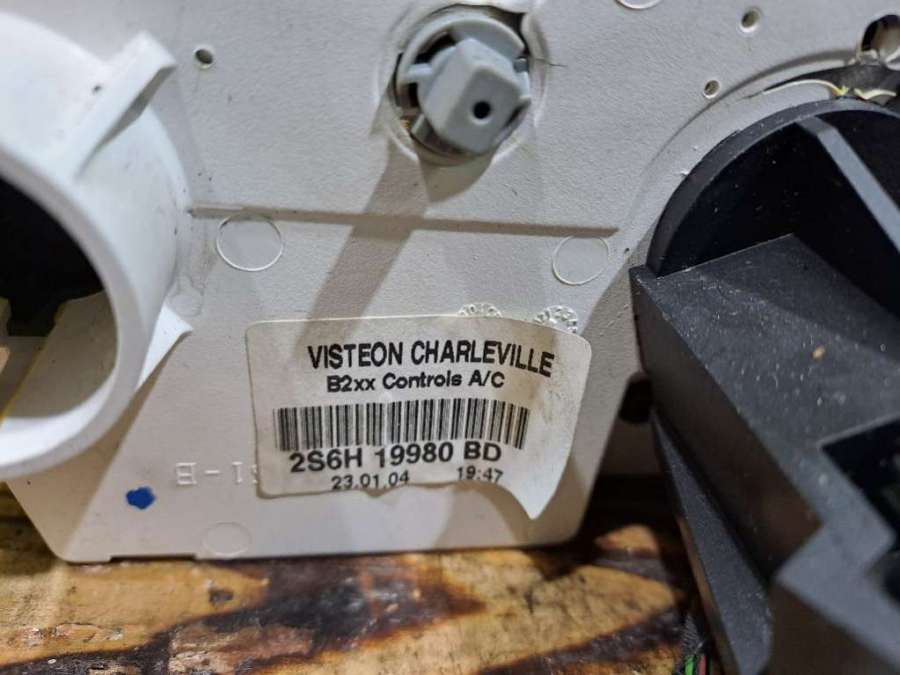 VISTEON CHARLEVILLE
B2xx Controls A/C
2S6H 19980 BD
23.01.04 19:47